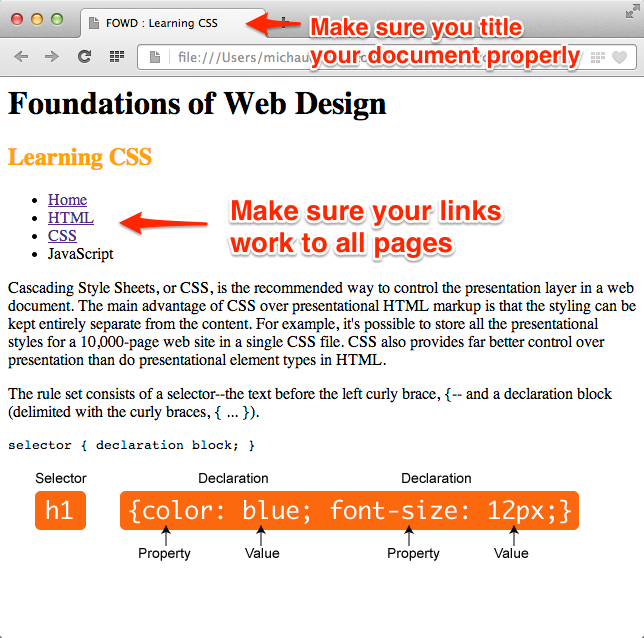 FOWD : Learning CSS
Make sure you title
your document properly
file:///Users/michau
Foundations of Web Design
Learning CSS
Home
HTML
CSS
JavaScript
Make sure your links
work to all pages
Cascading Style Sheets, or CSS, is the recommended way to control the presentation layer in a web
document. The main advantage of CSS over presentational HTML markup is that the styling can be
kept entirely separate from the content. For example, it's possible to store all the presentational
styles for a 10,000-page web site in a single CSS file. CSS also provides far better control over
presentation than do presentational element types in HTML.
The rule set consists of a selector--the text before the left curly brace, {-- and a declaration block
(delimited with the curly braces, { ... }).
selector { declaration block; }
Selector Declaration Declaration
h1 {color: blue; font-size: 12px;}
Property Value Property Value